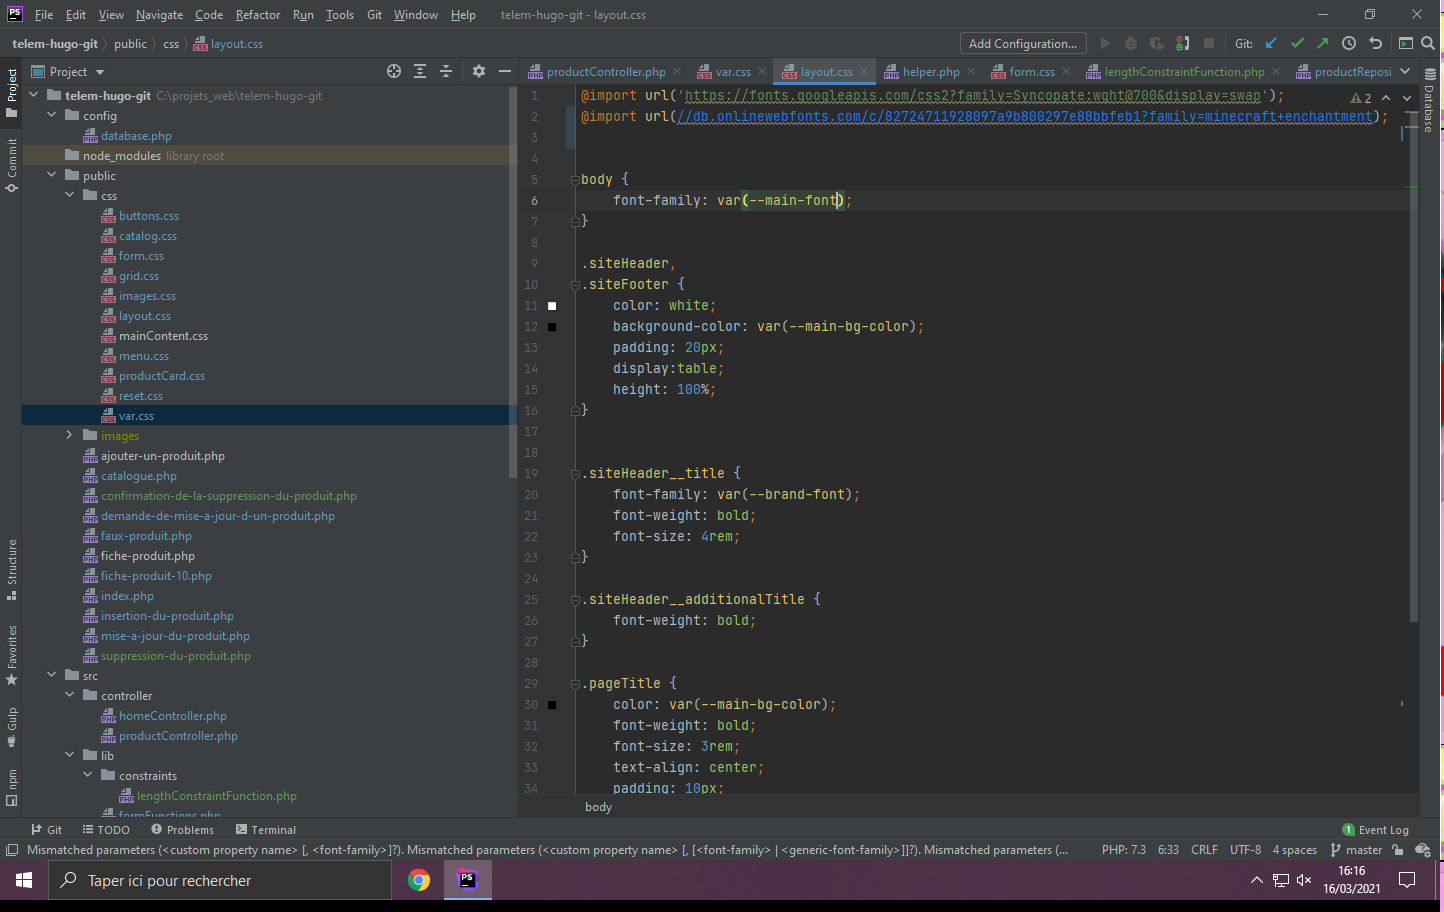 PS File Edit View Navigate Code Refactor Run Tools Git Window Help telem-hugo-git - layout.css
telem-hugo-git public css layout.css Add Configuration... Git:
Project
productController.php var.css layout.css helper.php form.css lengthConstraintFunction.php productReposi
Project
Commit
Structure
Favorites
Gulp
npm
Database
telem-hugo-git C:\projets_web\telem-hugo-git
config
database.php
node_modules library root
public
css
buttons.css
catalog.css
form.css
grid.css
images.css
layout.css
mainContent.css
menu.css
productCard.css
reset.css
var.css
images
ajouter-un-produit.php
catalogue.php
confirmation-de-la-suppression-du-produit.php
demande-de-mise-a-jour-d-un-produit.php
faux-produit.php
fiche-produit.php
fiche-produit-10.php
index.php
insertion-du-produit.php
mise-a-jour-du-produit.php
suppression-du-produit.php
src
controller
homeController.php
productController.php
lib
constraints
lengthConstraintFunction.php
formFunctions.php
1 @import url('https://fonts.googleapis.com/css2?family=Syncopate:wght@700&display=swap'); 2
2 @import url(//db.onlinewebfonts.com/c/82724711928097a9b800297e88bbfeb1?family=minecraft+enchantment);
3
4
5 body {
6 font-family: var(--main-font);
7 }
8
9 .siteHeader,
10 .siteFooter {
11 color: white;
12 background-color: var(--main-bg-color);
13 padding: 20px;
14 display:table;
15 height: 100%;
16 }
17
18
19 .siteHeader__title {
20 font-family: var(--brand-font);
21 font-weight: bold;
22 font-size: 4rem;
23 }
24
25 .siteHeader__additionalTitle {
26 font-weight: bold;
27 }
28
29 .pageTitle {
30 color: var(--main-bg-color);
31 font-weight: bold;
32 font-size: 3rem;
33 text-align: center;
34 padding: 10px;
body
Git TODO Problems Terminal 1 Event Log
Mismatched parameters (<custom property name> [, <font-family>]?). Mismatched parameters (<custom property name> [, [<font-family> | <generic-font-family>]]?). Mismatched parameters (... PHP: 7.3 6:33 CRLF UTF-8 4 spaces master
Taper ici pour rechercher PS 16:16
16/03/2021